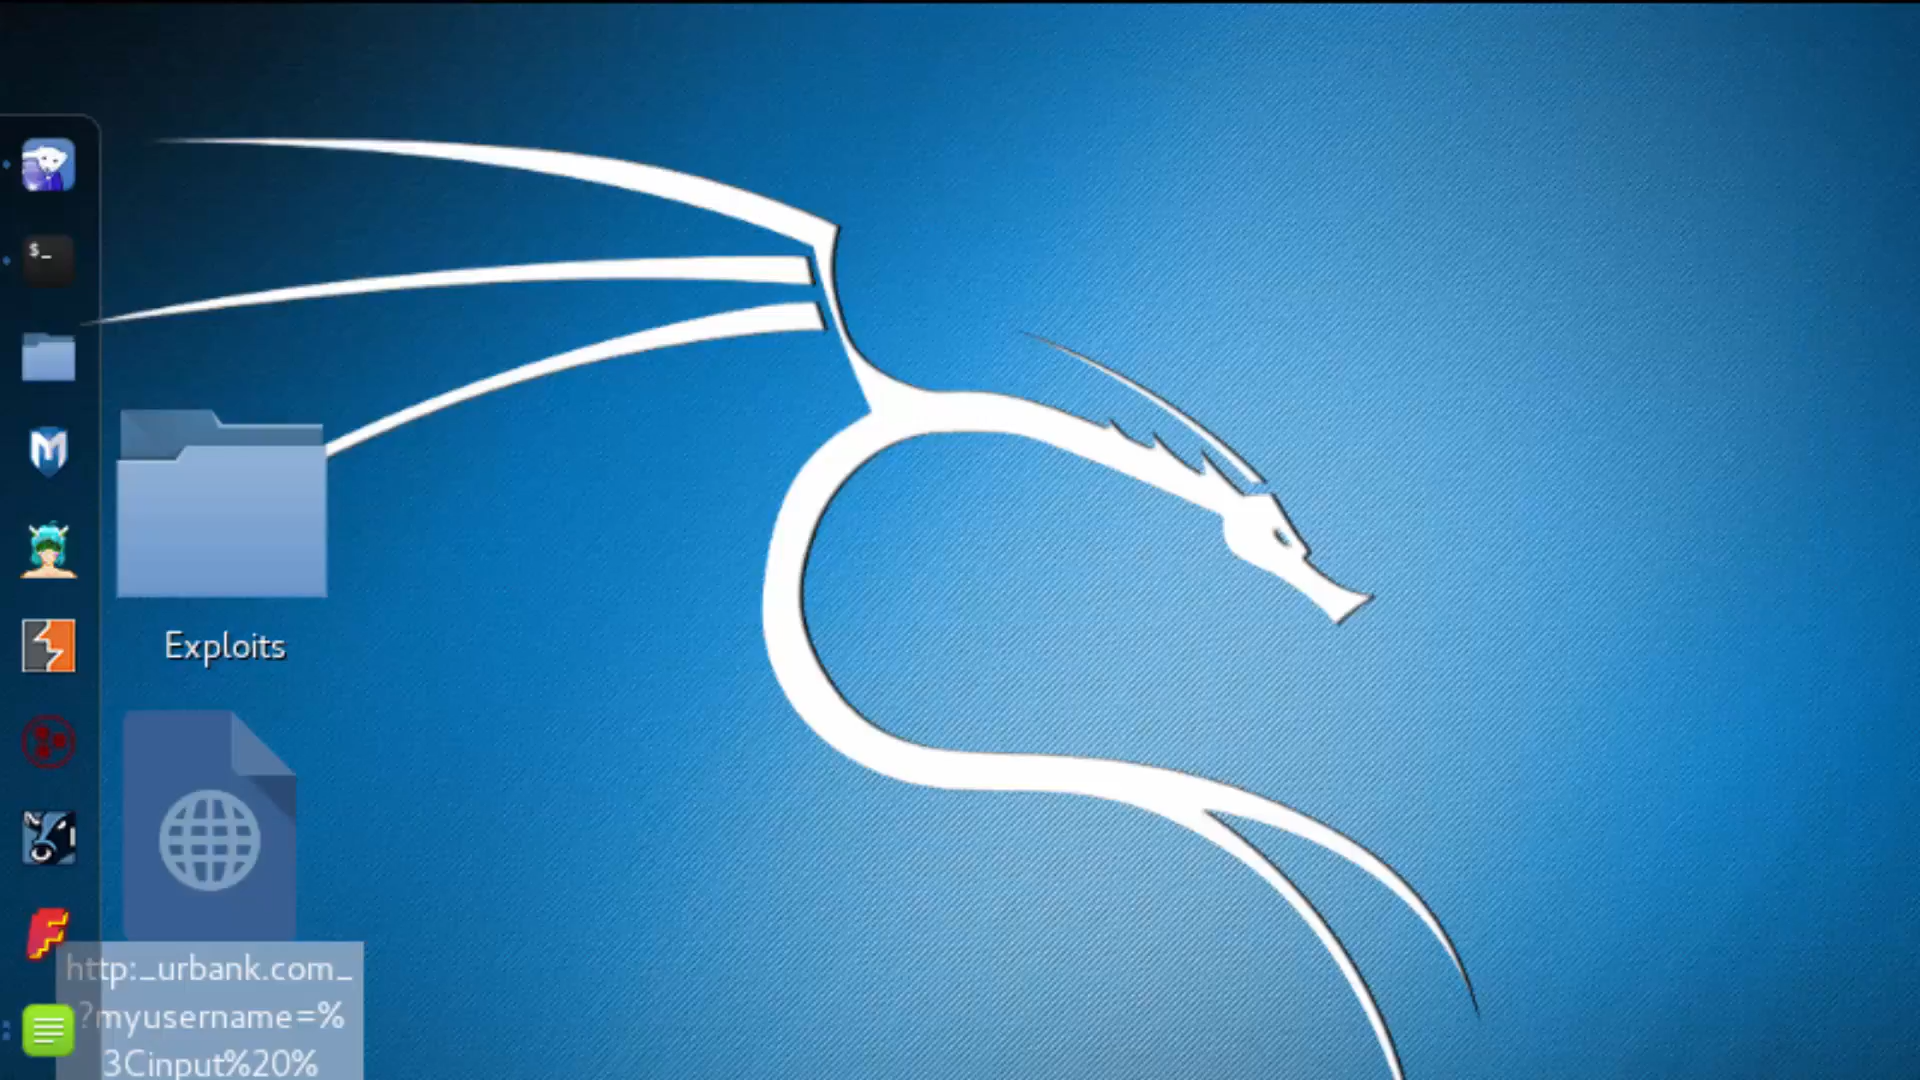 $_
Exploits
http:_urbank.com_
?myusername=%
3Cinput%20%